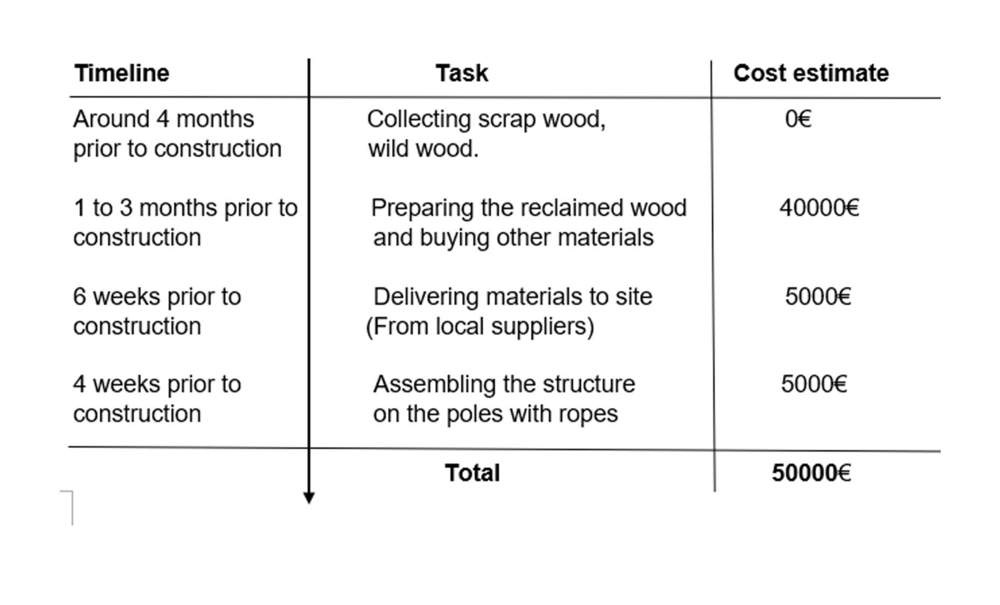 Timeline Task Cost estimate
Around 4 months Collecting scrap wood, 0€
prior to construction wild wood.
1 to 3 months prior to Preparing the reclaimed wood 40000€
construction and buying other materials
6 weeks prior to Delivering materials to site 5000€
construction (From local suppliers)
4 weeks prior to Assembling the structure 5000€
construction on the poles with ropes
Total 50000€